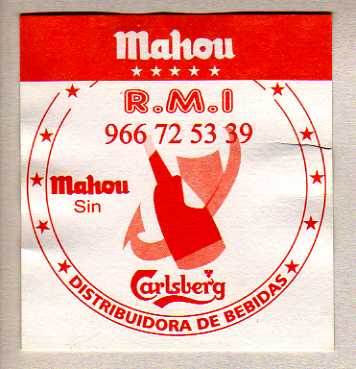 Mahou
R.M.I
966 72 53 39
Mahou
Sin
Carlsberg
DISTRIBUIDORA DE BEBIDAS